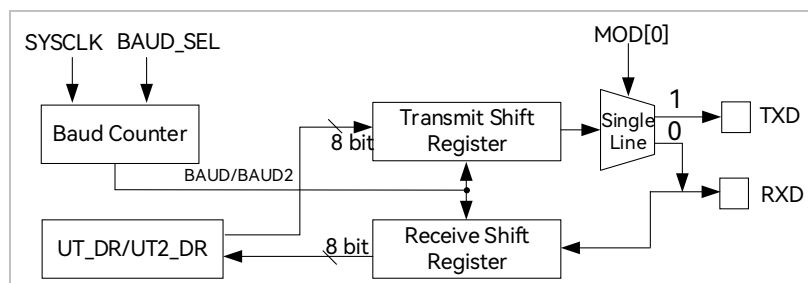 MOD[0]
SYSCLK BAUD_SEL
Baud Counter
Transmit Shift
Register
8 bit
Single
Line
1
0
TXD
BAUD/BAUD2
RXD
UT_DR/UT2_DR
8 bit
Receive Shift
Register